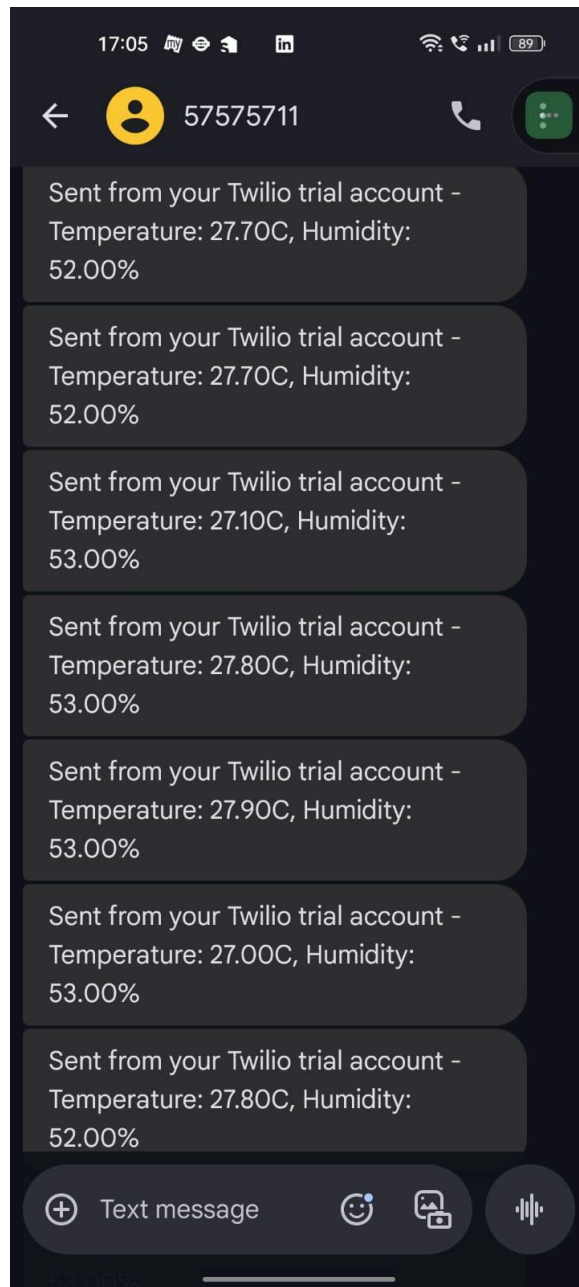 17:05 my in 89
57575711
Sent from your Twilio trial account -
Temperature: 27.70C, Humidity:
52.00%
Sent from your Twilio trial account -
Temperature: 27.70C, Humidity:
52.00%
Sent from your Twilio trial account -
Temperature: 27.10C, Humidity:
53.00%
Sent from your Twilio trial account -
Temperature: 27.80C, Humidity:
53.00%
Sent from your Twilio trial account -
Temperature: 27.90C, Humidity:
53.00%
Sent from your Twilio trial account -
Temperature: 27.00C, Humidity:
53.00%
Sent from your Twilio trial account -
Temperature: 27.80C, Humidity:
52.00%
Text message
53.00%